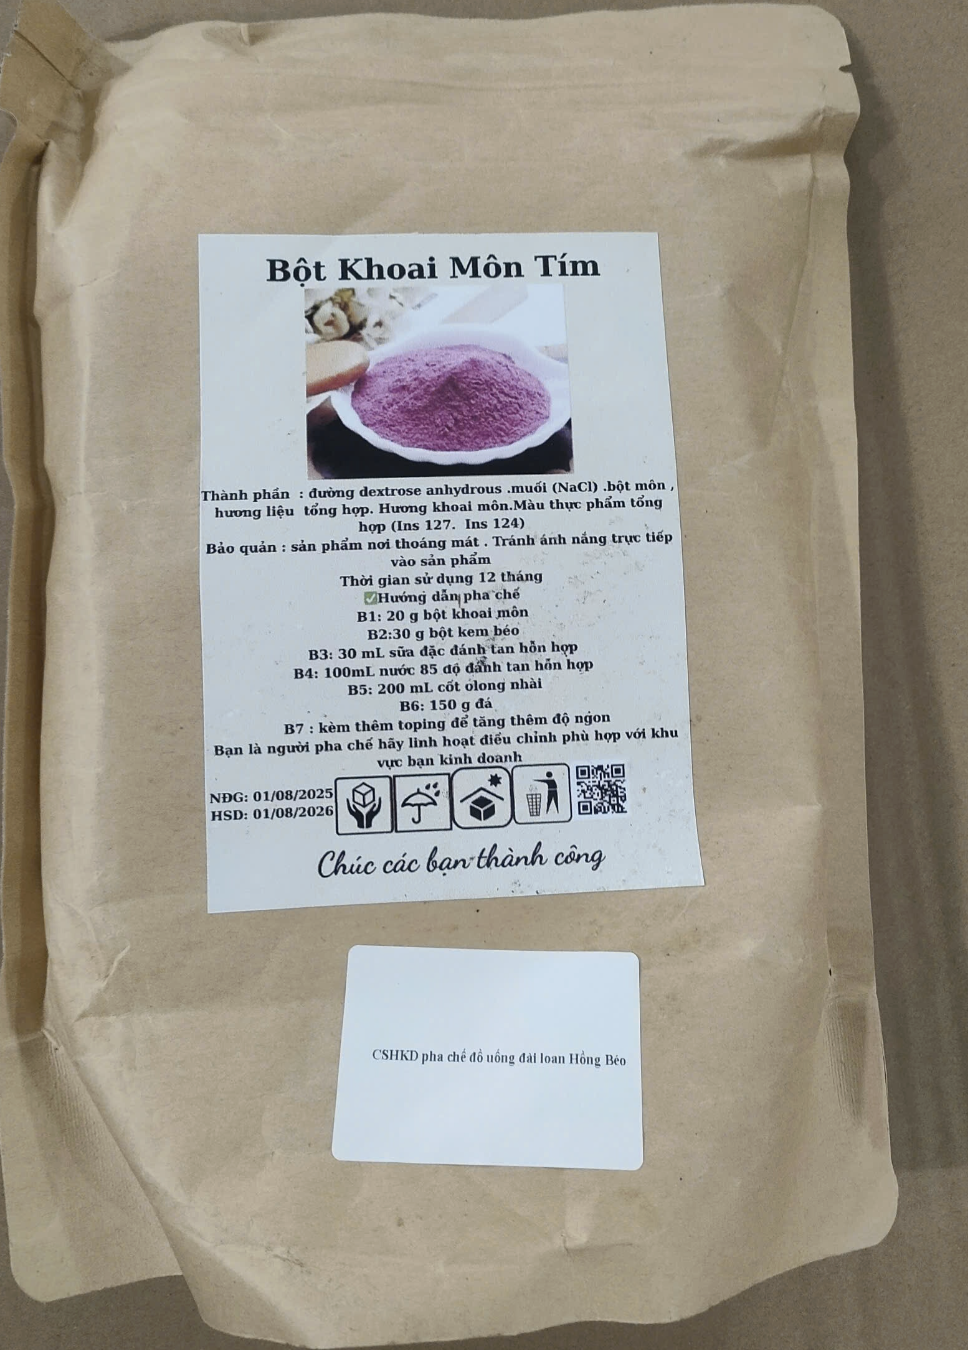 Bột Khoai Môn Tím
Thành phần : đường dextrose anhydrous .muối (NaCl) .bột môn ,
hương liệu tổng hợp. Hương khoai môn.Màu thực phẩm tổng
hợp (Ins 127. Ins 124)
Bảo quản : sản phẩm nơi thoáng mát . Tránh ánh nắng trực tiếp
vào sản phẩm
Thời gian sử dụng 12 tháng
✅Hướng dẫn pha chế
B1: 20 g bột khoai môn
B2:30 g bột kem béo
B3: 30 mL sữa đặc đánh tan hỗn hợp
B4: 100mL nước 85 độ đánh tan hỗn hợp
B5: 200 mL cốt olong nhài
B6: 150 g đá
B7 : kèm thêm toping để tăng thêm độ ngon
Bạn là người pha chế hãy linh hoạt điều chỉnh phù hợp với khu
vực bạn kinh doanh
NĐG: 01/08/2025
HSD: 01/08/2026
Chúc các bạn thành công
CSHKD pha chế đồ uống đài loan Hồng Béo